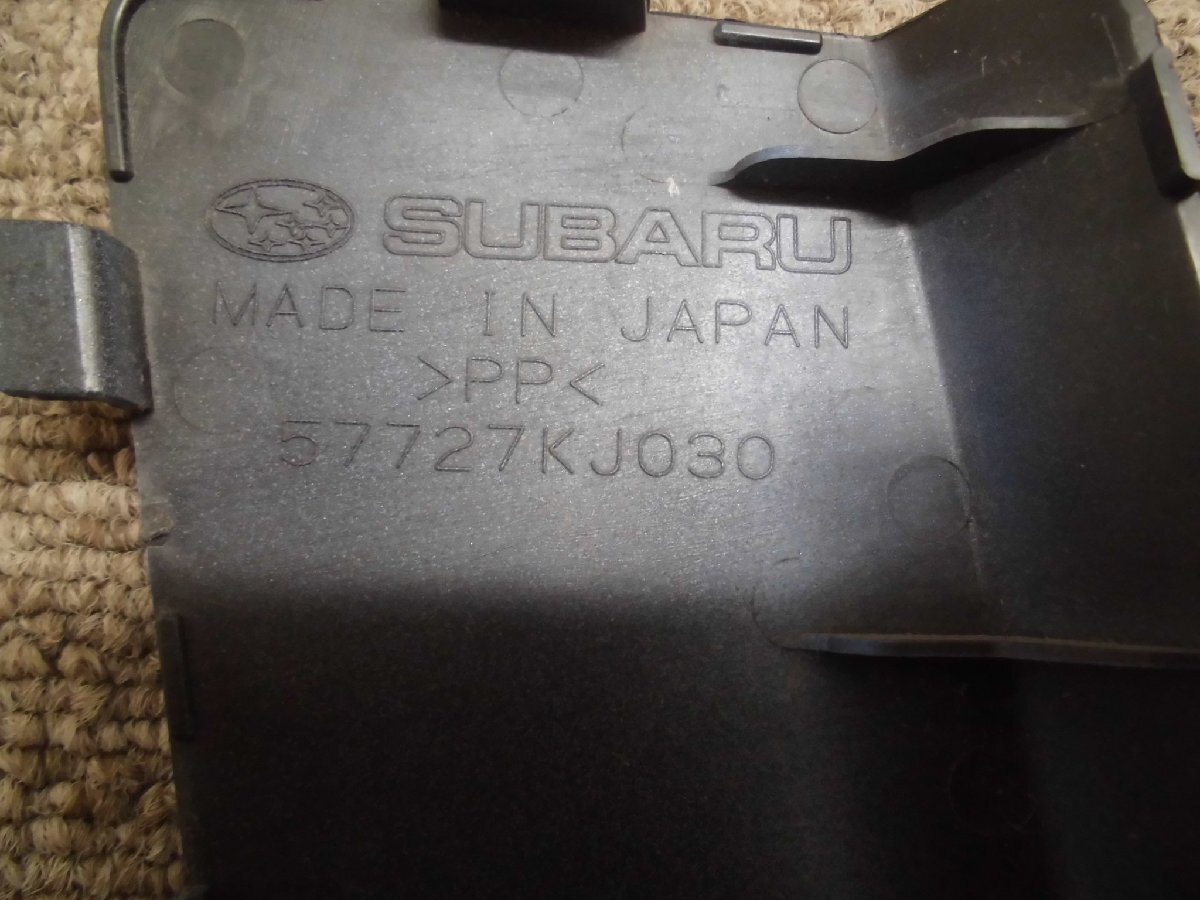 SUBARU
MADE IN JAPAN
>PP<
57727KJ030